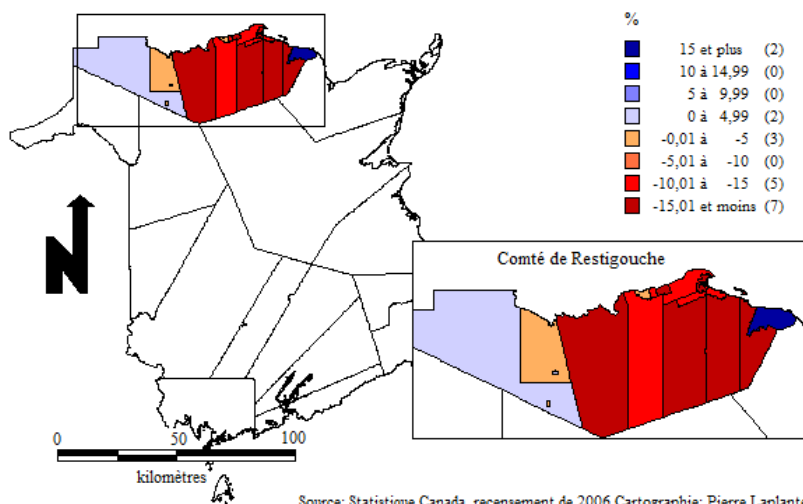 %
15 et plus (2)
10 à 14,99 (0)
5 à 9,99 (0)
0 à 4,99 (2)
-0,01 à -5 (3)
-5,01 à -10 (0)
-10,01 à -15 (5)
-15,01 et moins (7)
N
Comté de Restigouche
0 50 100
kilomètres
Source: Statistique Canada, recensement de 2006 Cartographie: Pierre Laplante